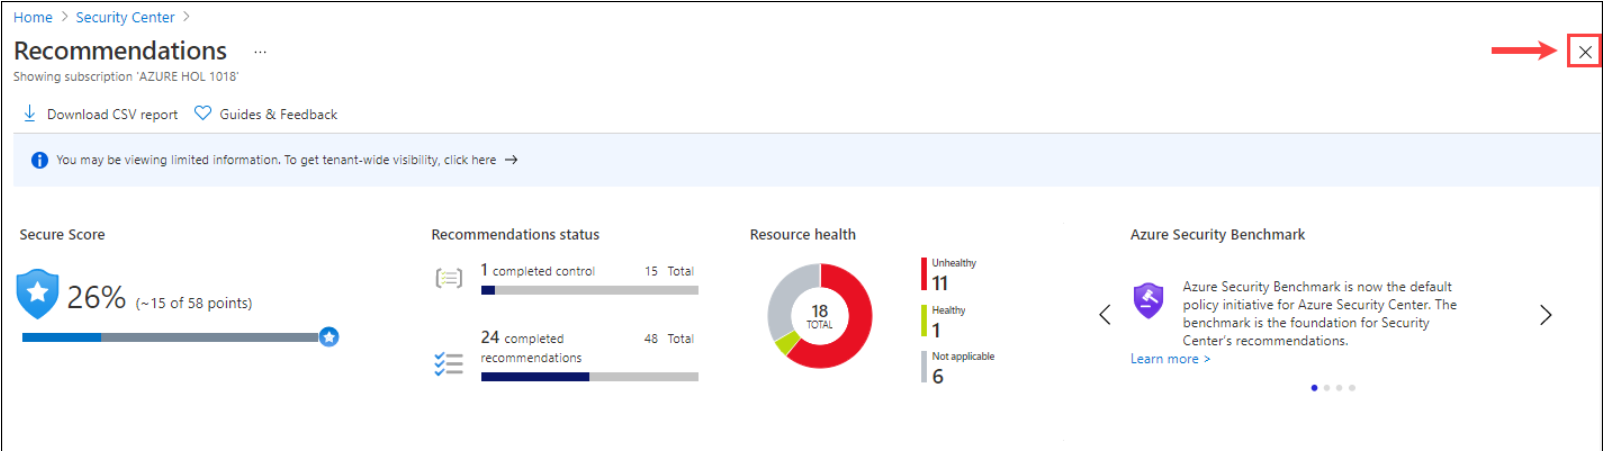 Home > Security Center >
Recommendations ...
Showing subscription 'AZURE HOL 1018'
Download CSV report Guides & Feedback
You may be viewing limited information. To get tenant-wide visibility, click here →
Secure Score
26% (~15 of 58 points)
Recommendations status
1 completed control 15 Total
24 completed 48 Total
recommendations
Resource health
18
TOTAL
Unhealthy
11
Healthy
1
Not applicable
6
Azure Security Benchmark
Azure Security Benchmark is now the default
policy initiative for Azure Security Center. The
benchmark is the foundation for Security
Center's recommendations.
Learn more >